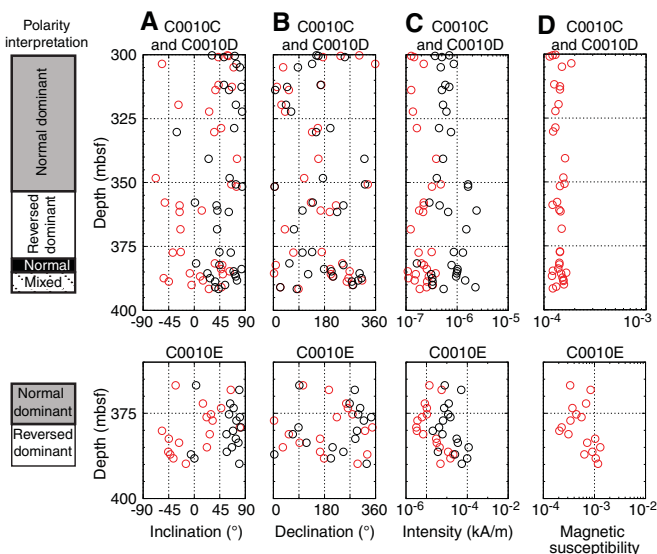 Polarity
interpretation
A C0010C and C0010D
B C0010C and C0010D
C C0010C and C0010D
D C0010C and C0010D
Normal dominant
Reversed dominant
Normal
Mixed
Depth (mbsf)
300
325
350
375
400
-90 -45 0 45 90
0 180 360
10-7 10-6 10-5
10-4 10-3
C0010E C0010E C0010E C0010E
Normal dominant
Reversed dominant
Depth (mbsf)
375
400
-90 -45 0 45 90
0 180 360
10-6 10-4 10-2
10-4 10-3 10-2
Inclination (°) Declination (°) Intensity (kA/m) Magnetic susceptibility